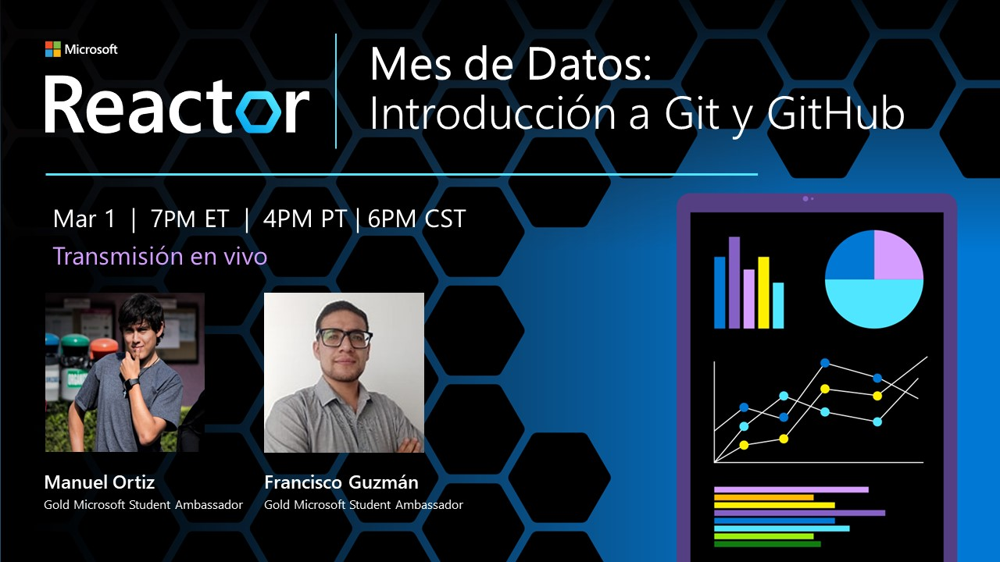 Microsoft
Reactor
Mes de Datos:
Introducción a Git y GitHub
Mar 1 | 7PM ET | 4PM PT | 6PM CST
Transmisión en vivo
Manuel Ortiz
Gold Microsoft Student Ambassador
Francisco Guzmán
Gold Microsoft Student Ambassador